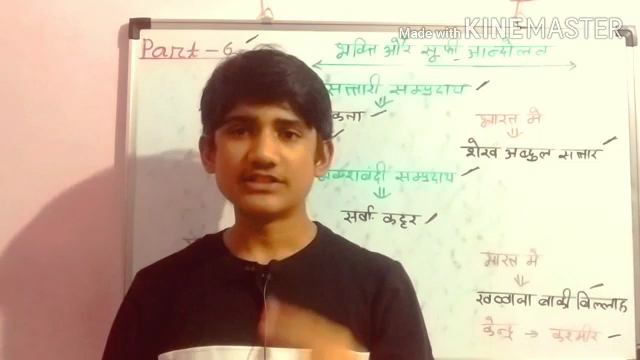 Made with KINEMASTER
Part-6
भक्ति और सूफी आन्दोलन
सत्तारी सम्प्रदाय
भारत में
शेख अब्दुल सत्तार
सम्प्रदाय
सर्वा: कट्टर
भारत में
ख्वाजा बाकी बिल्लाह
केन्द्र → कश्मीर